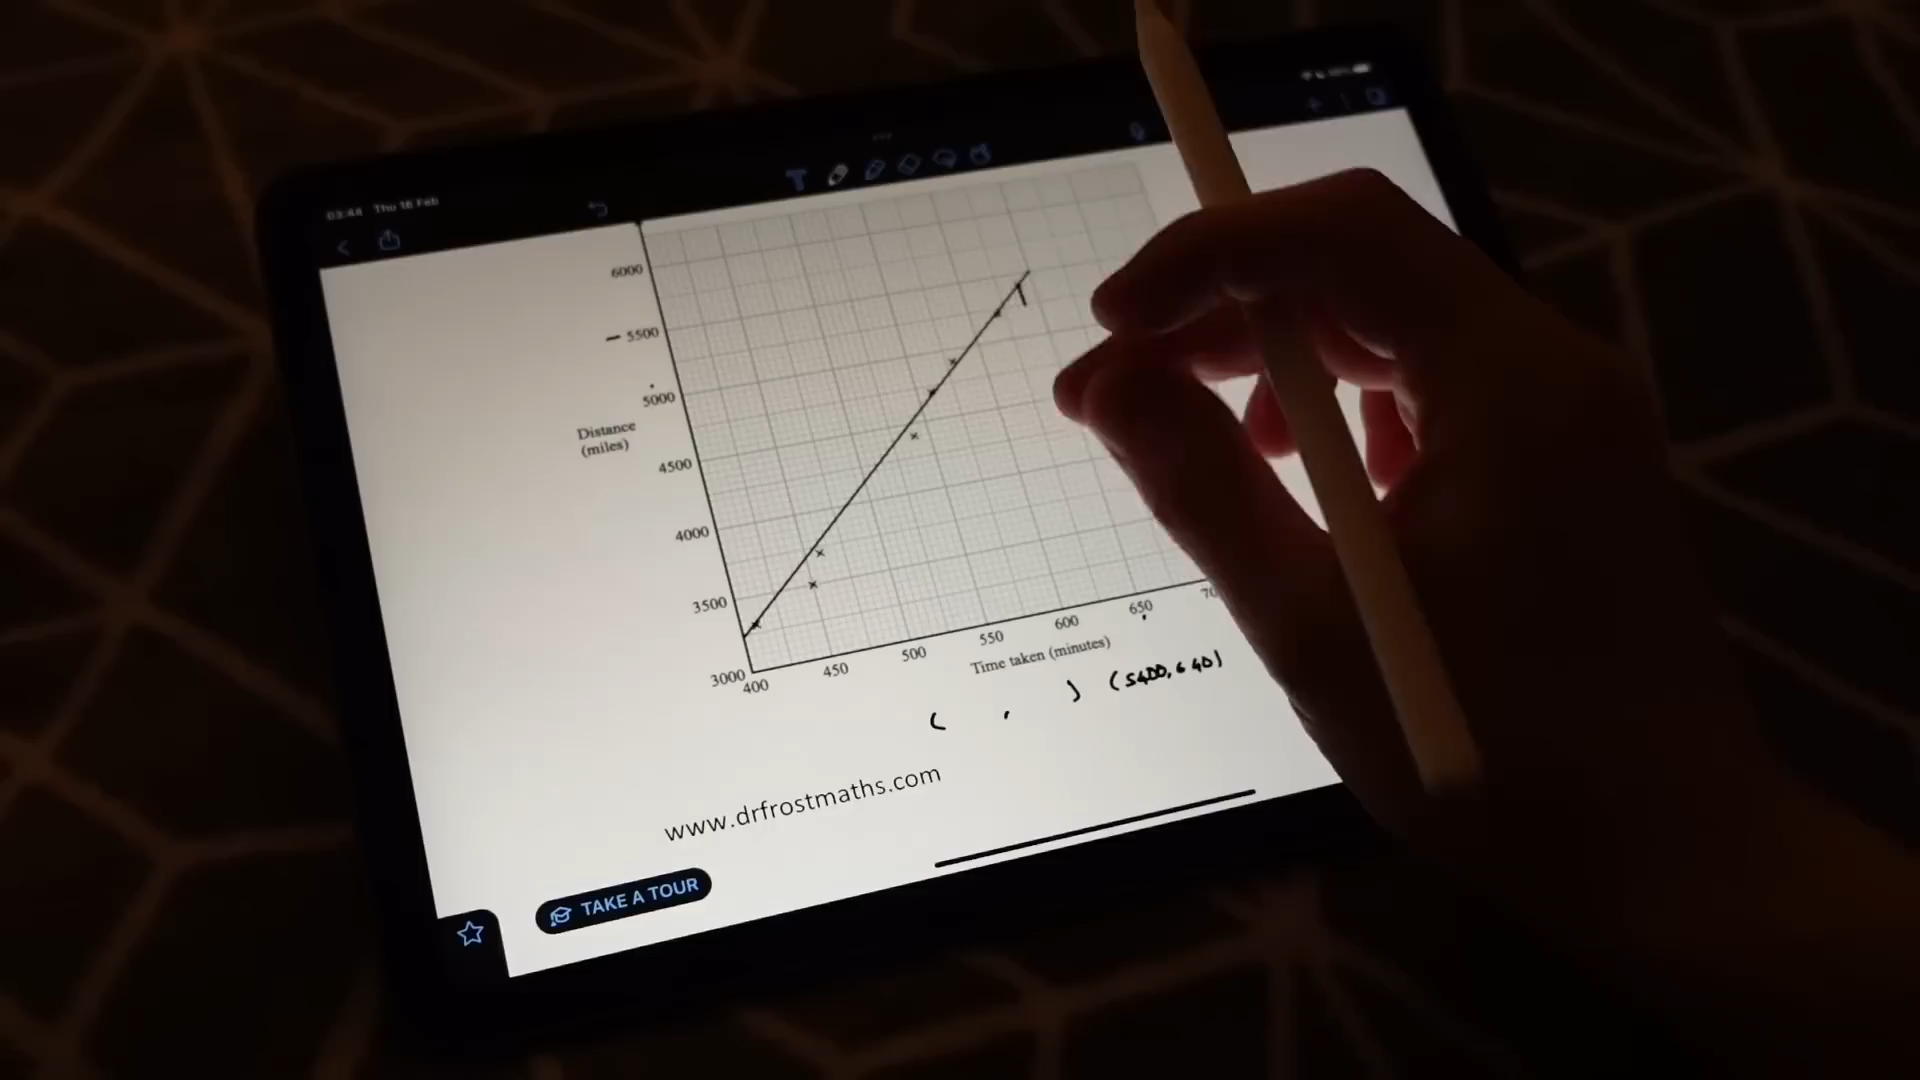 03:44 Thu 18 Feb
6000
5500
5000
Distance
(miles)
4500
4000
3500
3000
400 450 500 550 600 650
Time taken (minutes)
( , ) (5400, 640)
www.drfrostmaths.com
TAKE A TOUR